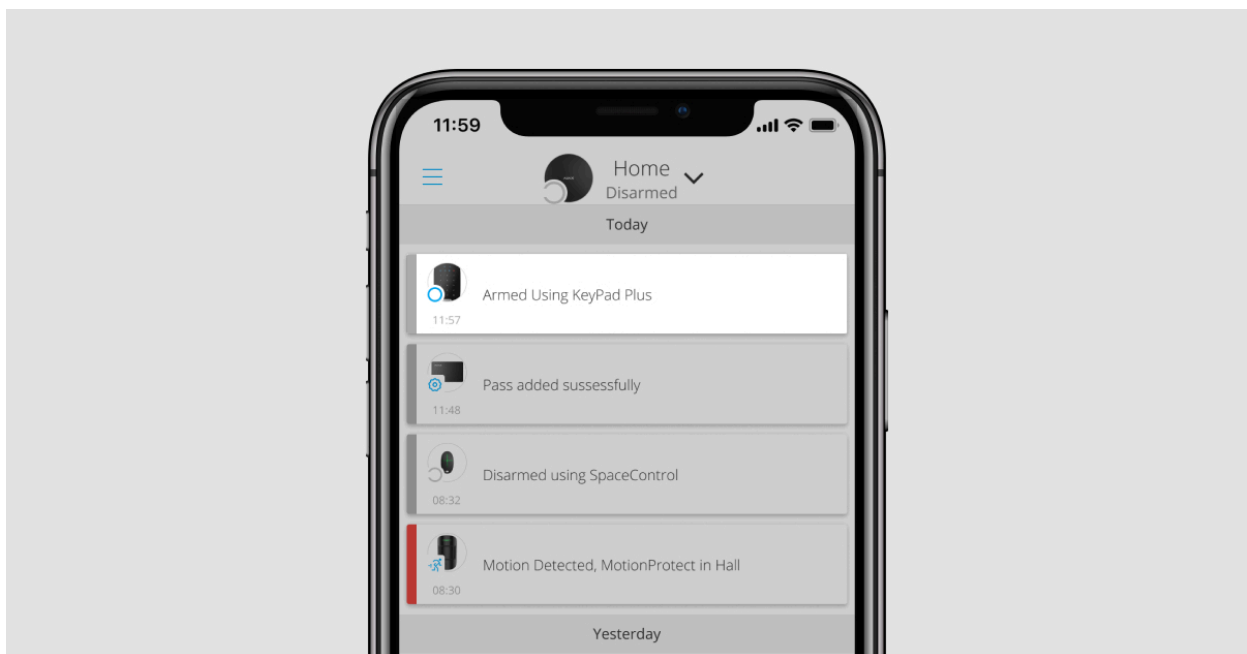 11:59
Home
Disarmed
Today
Armed Using KeyPad Plus
11:57
Pass added sussessfully
11:48
Disarmed using SpaceControl
08:32
Motion Detected, MotionProtect in Hall
08:30
Yesterday